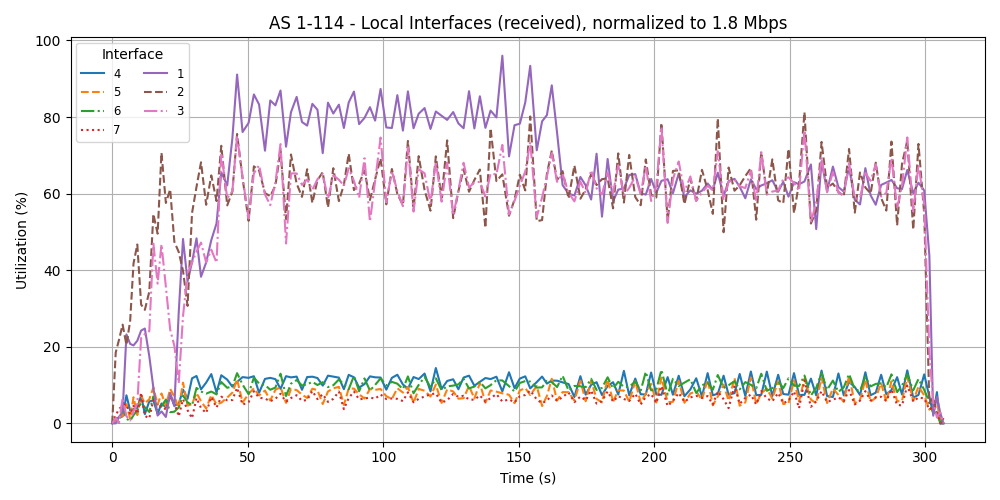 AS 1-114 - Local Interfaces (received), normalized to 1.8 Mbps
Utilization (%)
100
80
60
40
20
0
Interface
4 1
5 2
6 3
7
0 50 100 150 200 250 300
Time (s)